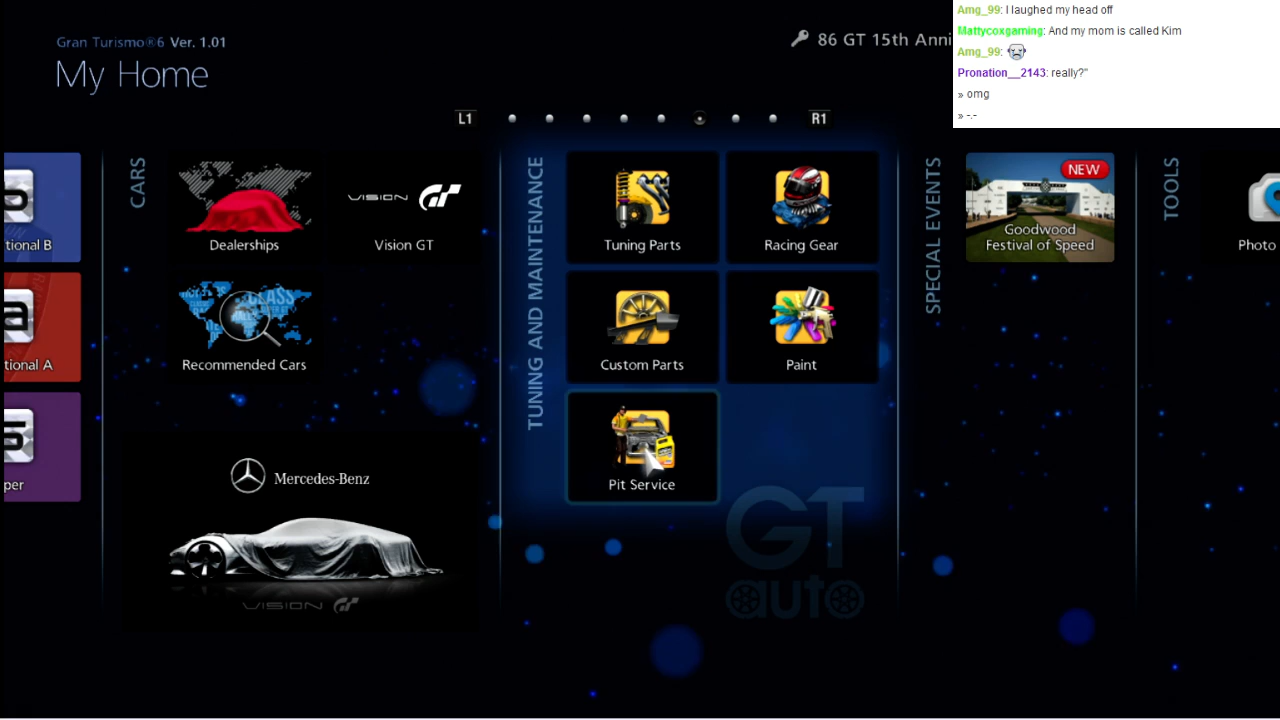 Gran Turismo®6 Ver. 1.01
My Home
86 GT 15th Anni
Amg_99: I laughed my head off
Mattycoxgaming: And my mom is called Kim
Amg_99:
Pronation__2143: really?"
» omg
» -.-
L1
R1
tional B
tional A
per
CARS
Dealerships
VISION GT
Vision GT
Recommended Cars
Mercedes-Benz
VISION GT
TUNING AND MAINTENANCE
Tuning Parts
Racing Gear
Custom Parts
Paint
Pit Service
GT
auto
SPECIAL EVENTS
NEW
Goodwood
Festival of Speed
TOOLS
Photo